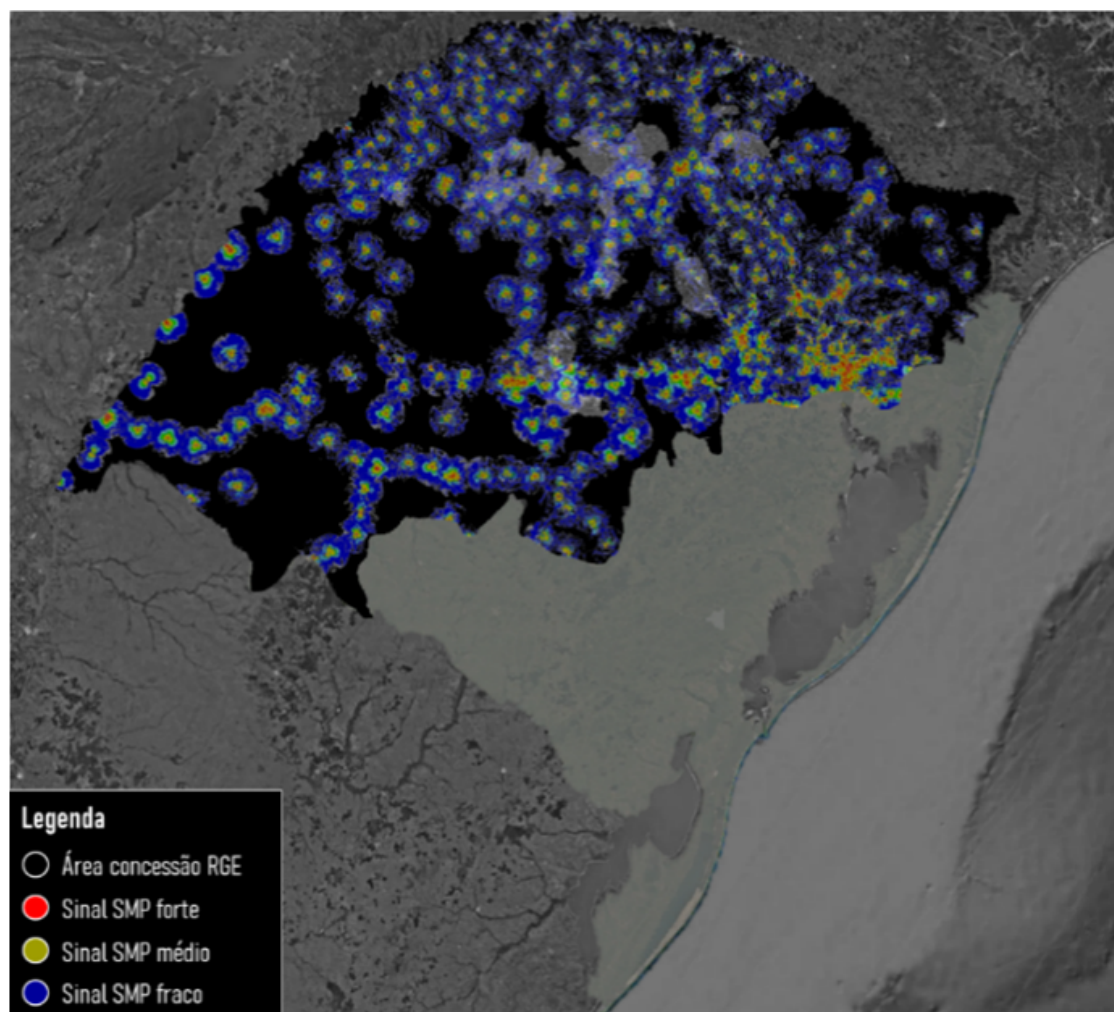 Legenda
Área concessão RGE
Sinal SMP forte
Sinal SMP médio
Sinal SMP fraco